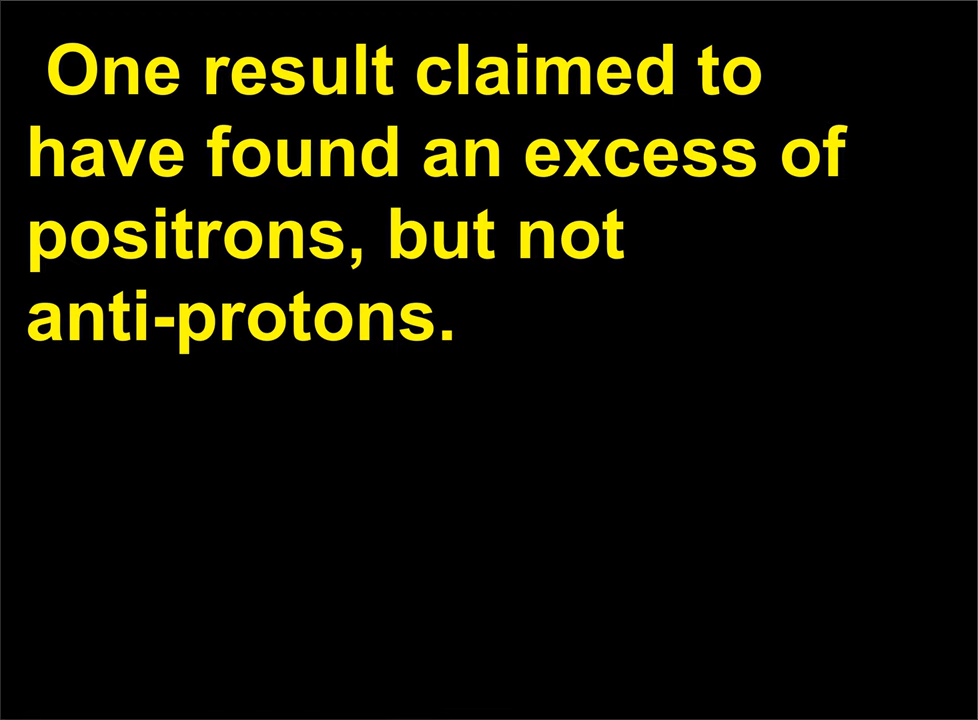 One result claimed to
have found an excess of
positrons, but not
anti-protons.